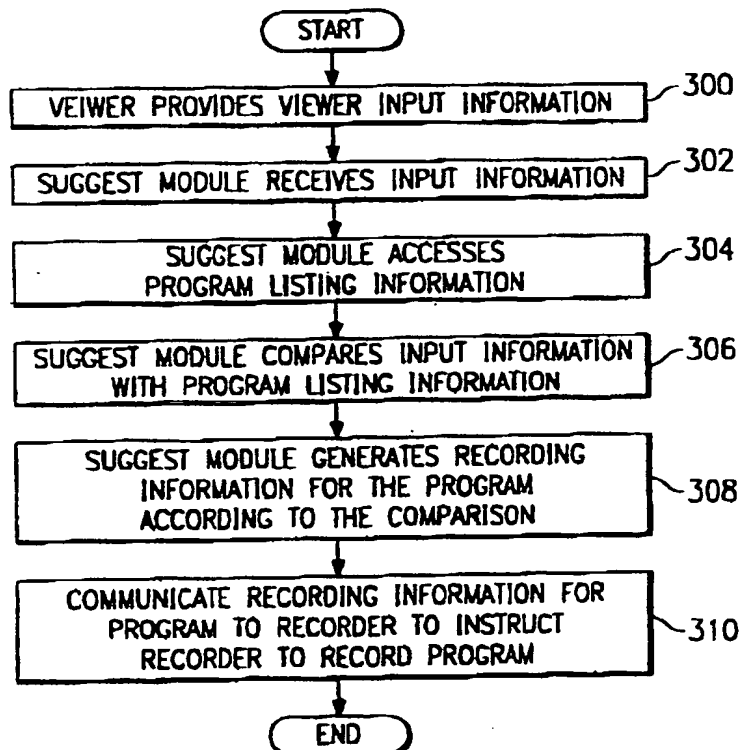 START
VEIWER PROVIDES VIEWER INPUT INFORMATION
300
SUGGEST MODULE RECEIVES INPUT INFORMATION
302
SUGGEST MODULE ACCESSES
PROGRAM LISTING INFORMATION
304
SUGGEST MODULE COMPARES INPUT INFORMATION
WITH PROGRAM LISTING INFORMATION
306
SUGGEST MODULE GENERATES RECORDING
INFORMATION FOR THE PROGRAM
ACCORDING TO THE COMPARISON
308
COMMUNICATE RECORDING INFORMATION FOR
PROGRAM TO RECORDER TO INSTRUCT
RECORDER TO RECORD PROGRAM
310
END